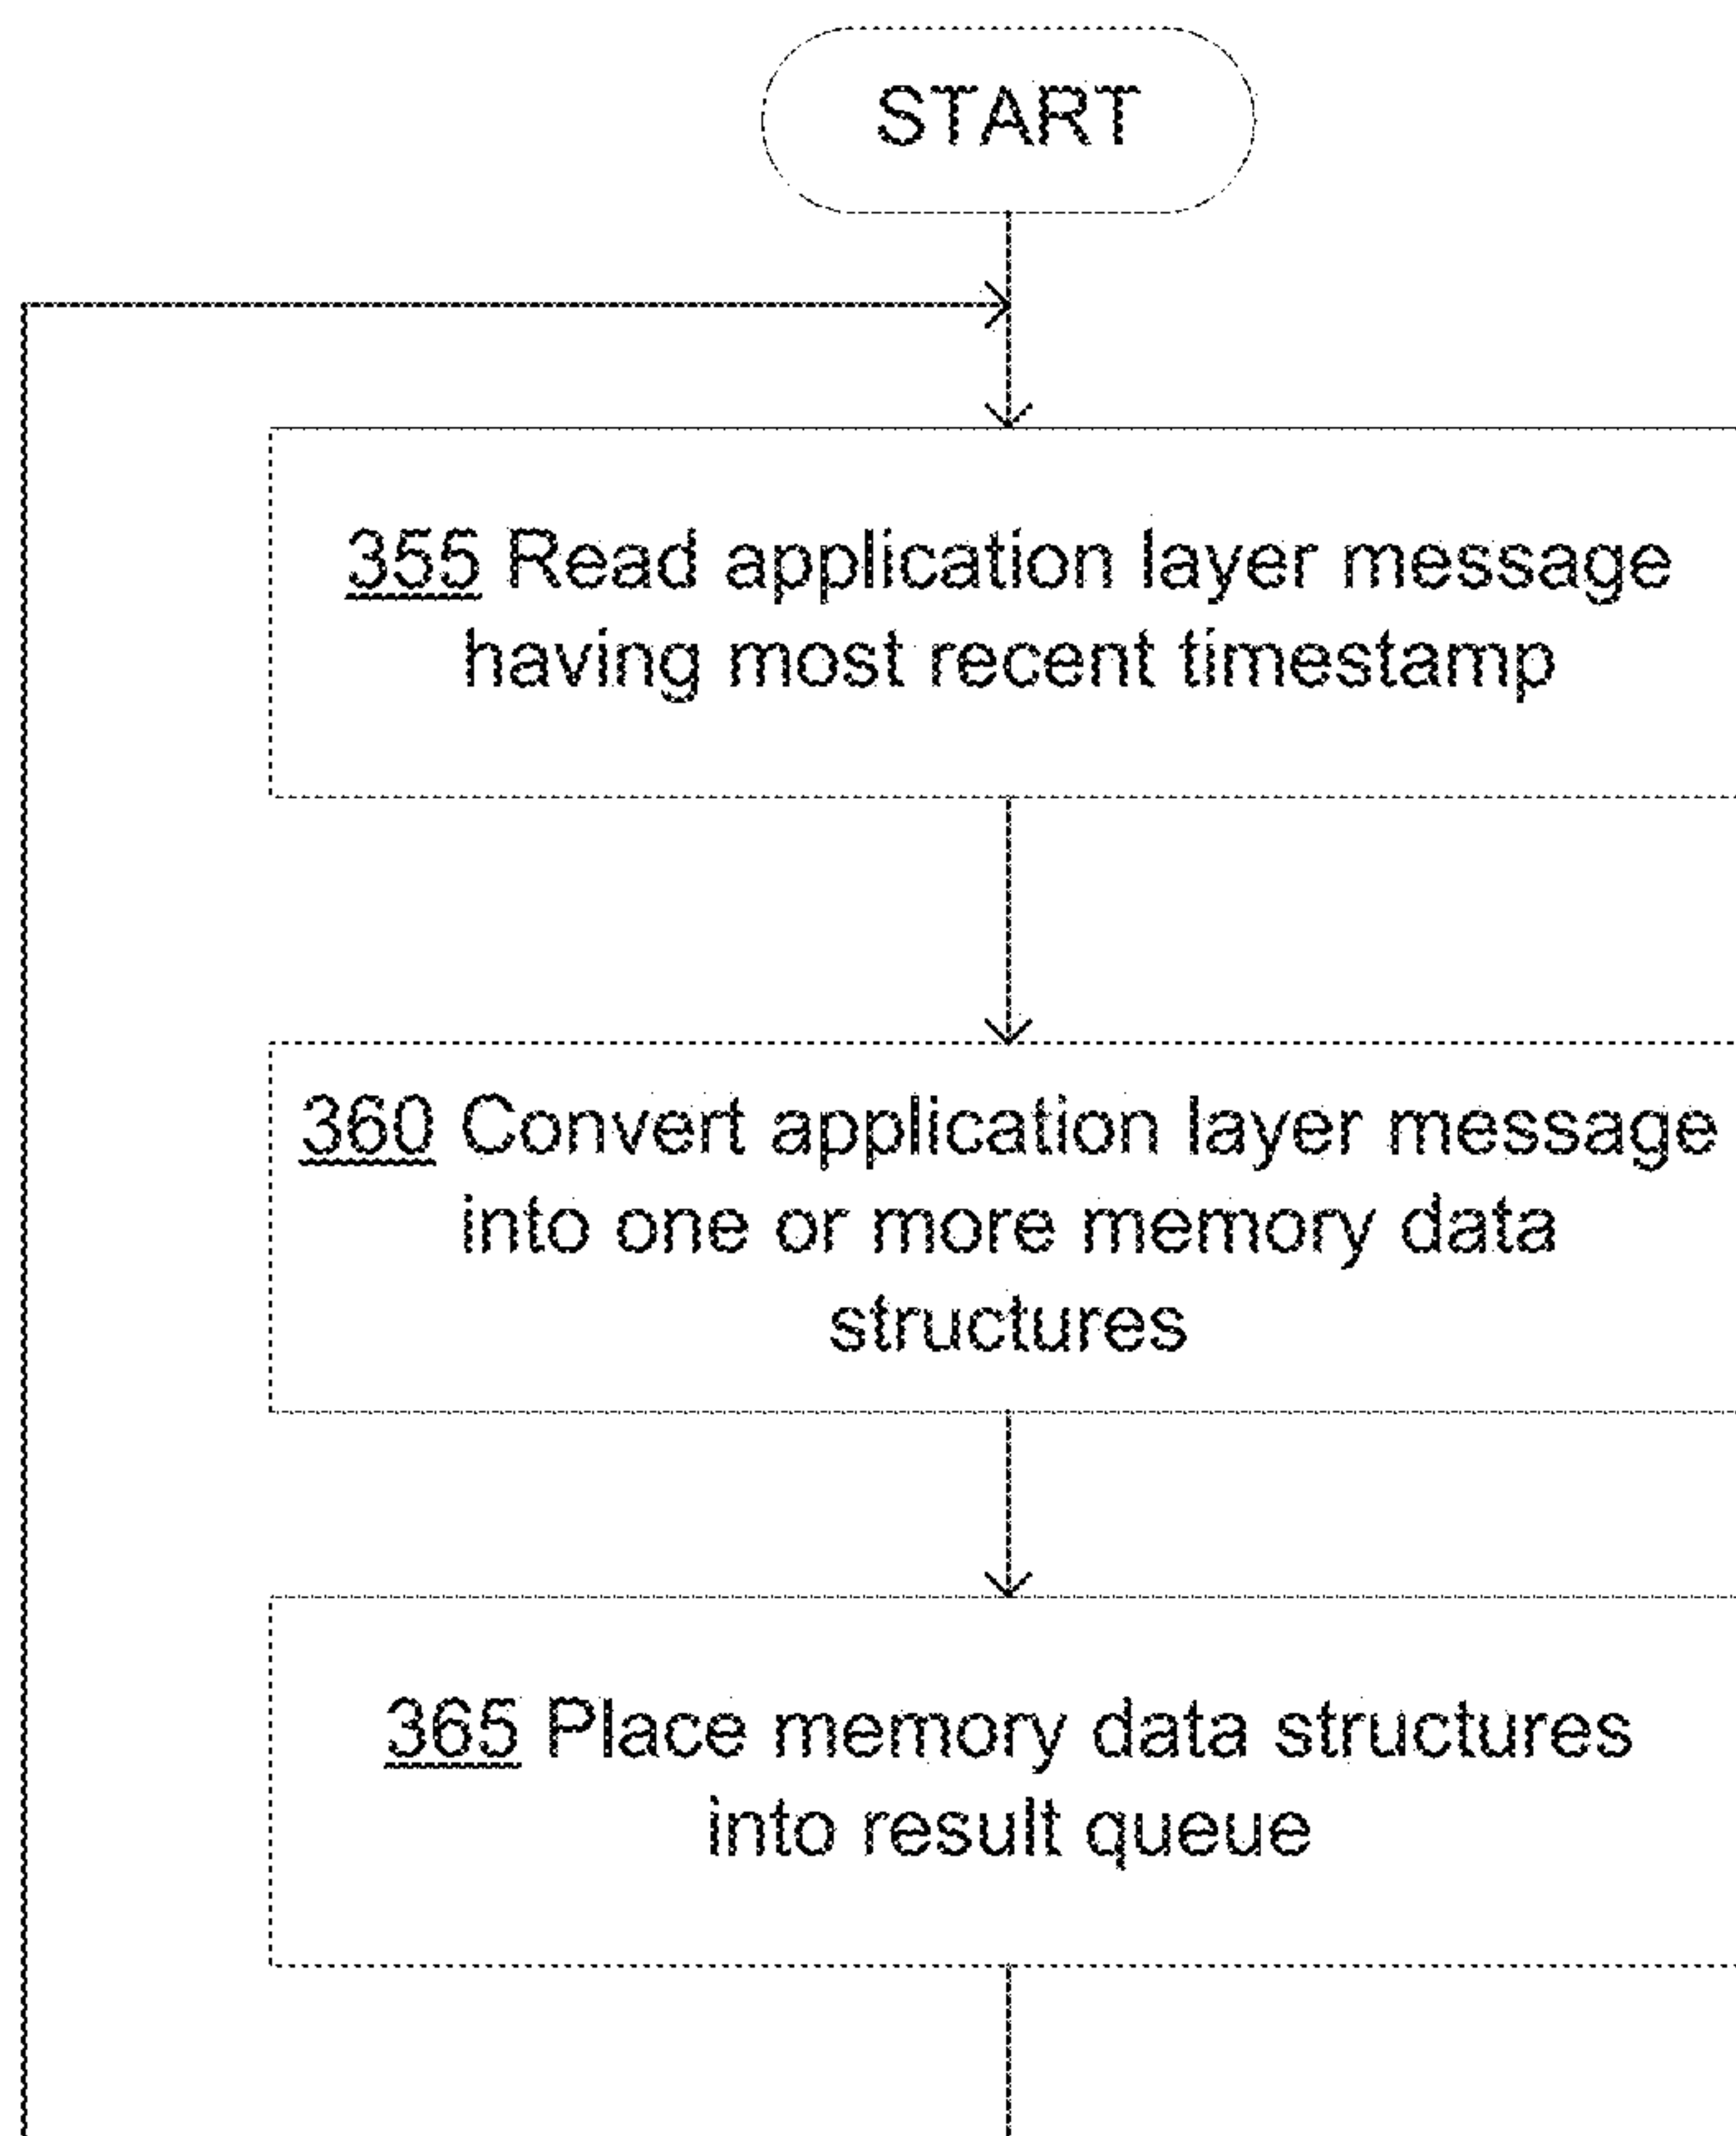 START
355 Read application layer message
having most recent timestamp
360 Convert application layer message
into one or more memory data
structures
365 Place memory data structures
into result queue